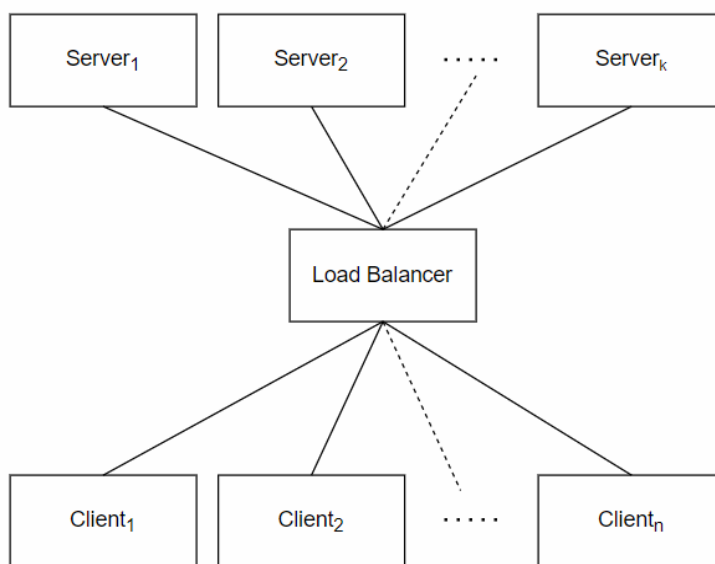 Server₁ Server₂ ..... Serverₖ
Load Balancer
Client₁ Client₂ ..... Clientₙ